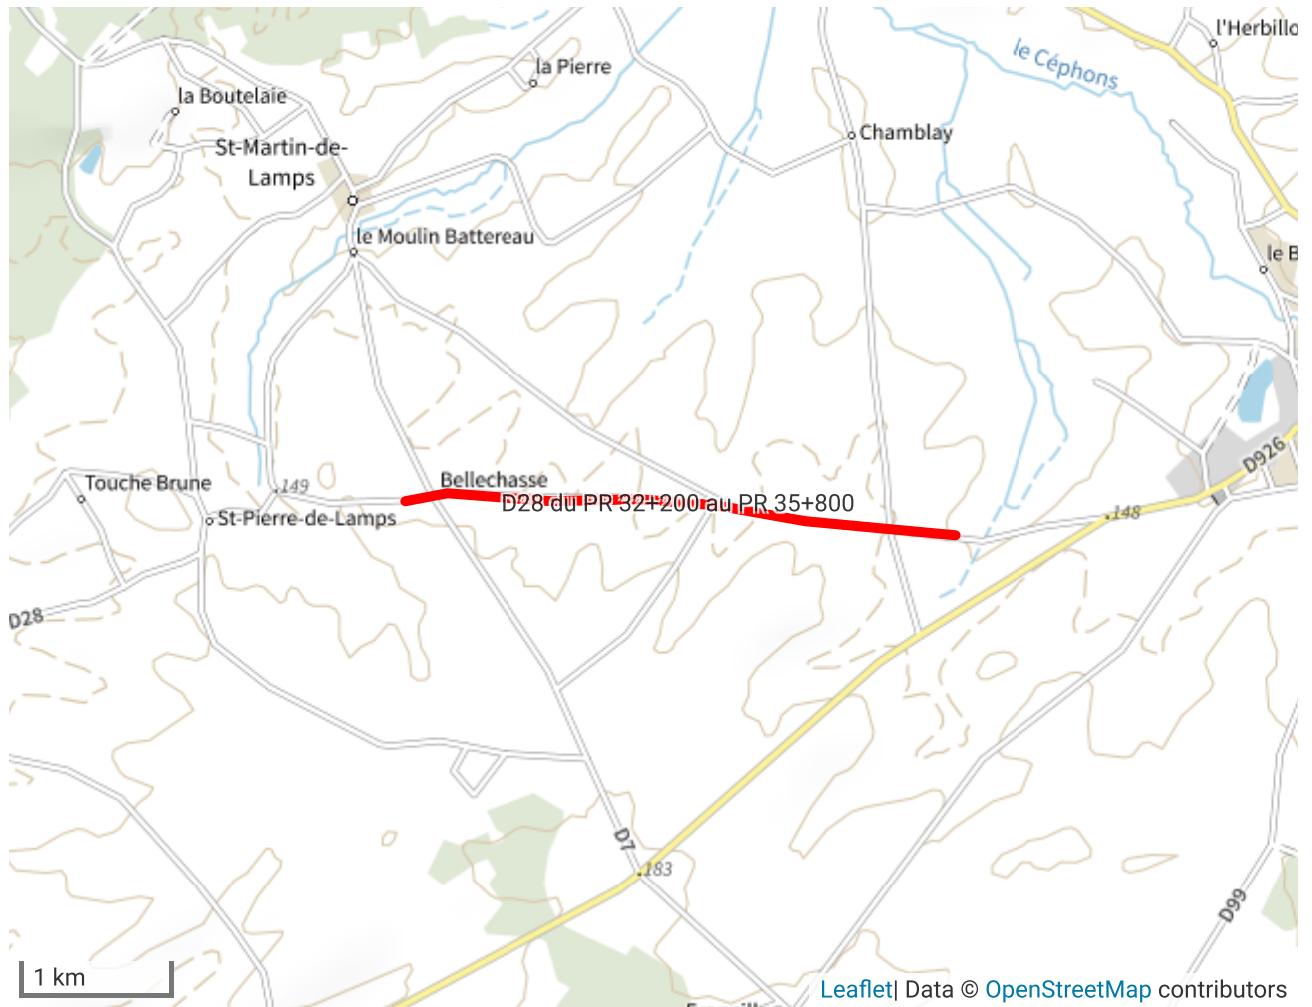 l'Herbillo
le Céphons
la Pierre
la Boutelaie
Chamblay
St-Martin-de-
Lamps
le Moulin Battereau
le B
D926
Bellechasse
Touche Brune
149
D28 du PR 32+200 au PR 35+800
St-Pierre-de-Lamps
148
D28
D7
183
D99
1 km
Leaflet| Data © OpenStreetMap contributors